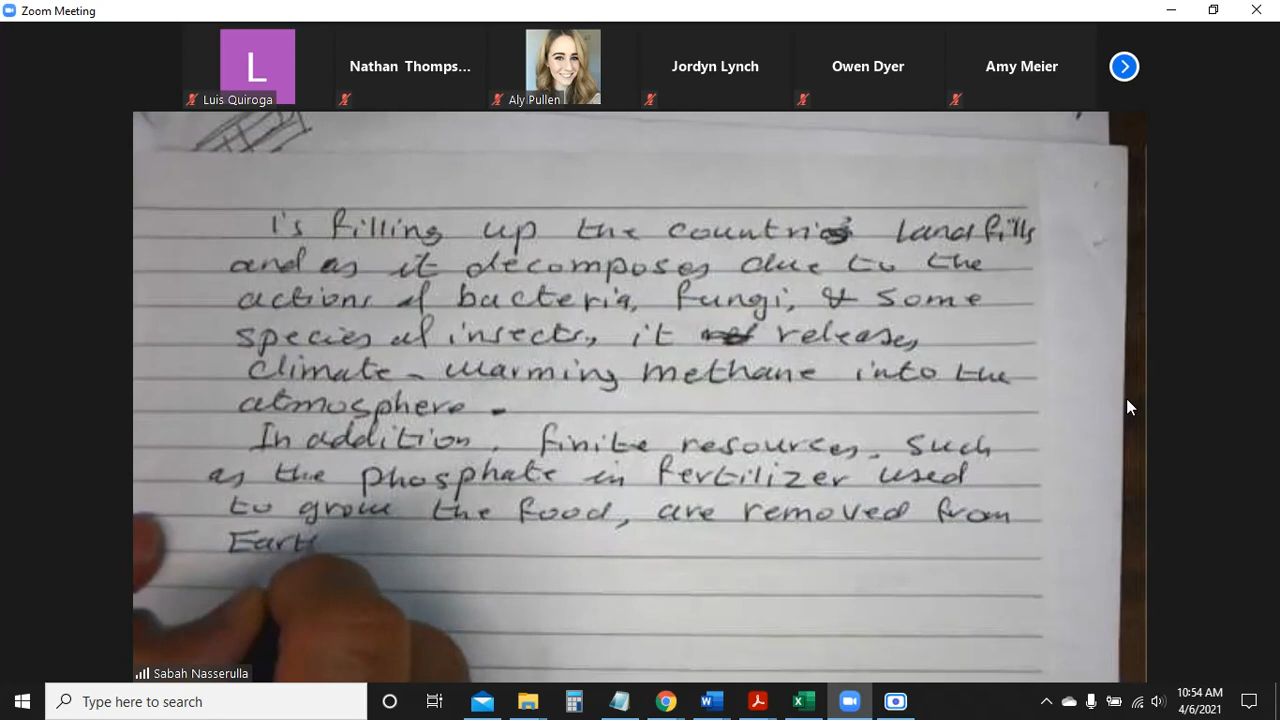 Zoom Meeting
L
Luis Quiroga
Nathan Thomps...
Aly Pullen
Jordyn Lynch
Owen Dyer
Amy Meier
Is filling up the countries landfills
and as it decomposes due to the
actions of bacteria, fungi, & some
species of insects, it releases
climate - warming methane into the
atmosphere.
In addition, finite resources, such
as the phosphate in fertilizer used
to grow the food, are removed from
Earth
Sabah Nasserulla
Type here to search
10:54 AM
4/6/2021